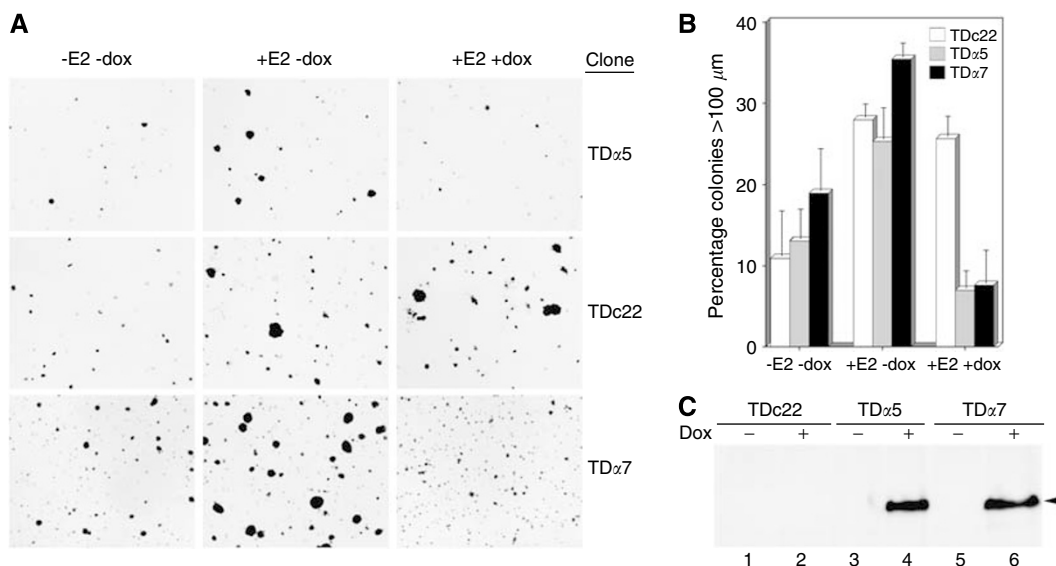 A
-E2 -dox +E2 -dox +E2 +dox Clone
TDα5
TDc22
TDα7
B
Percentage colonies >100 μm
40
30
20
10
0
TDc22
TDα5
TDα7
-E2 -dox +E2 -dox +E2 +dox
C
TDc22 TDα5 TDα7
Dox − + − + − +
1 2 3 4 5 6